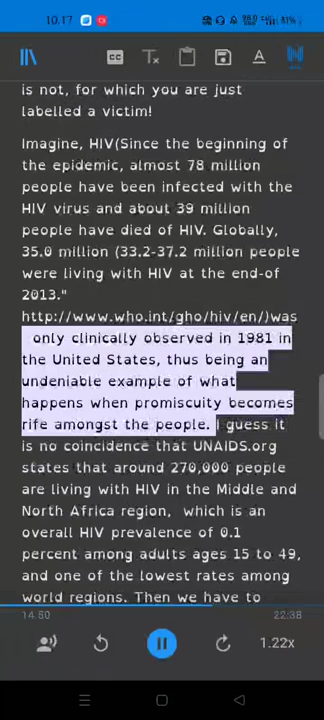 10.17
is not, for which you are just
labelled a victim!
Imagine, HIV(Since the beginning of
the epidemic, almost 78 million
people have been infected with the
HIV virus and about 39 million
people have died of HIV. Globally,
35.0 million (33.2-37.2 million people
were living with HIV at the end-of
2013."
http://www.who.int/gho/hiv/en/)was
only clinically observed in 1981 in
the United States, thus being an
undeniable example of what
happens when promiscuity becomes
rife amongst the people. I guess it
is no coincidence that UNAIDS.org
states that around 270,000 people
are living with HIV in the Middle and
North Africa region, which is an
overall HIV prevalence of 0.1
percent among adults ages 15 to 49,
and one of the lowest rates among
world regions. Then we have to
22:38
1.22x